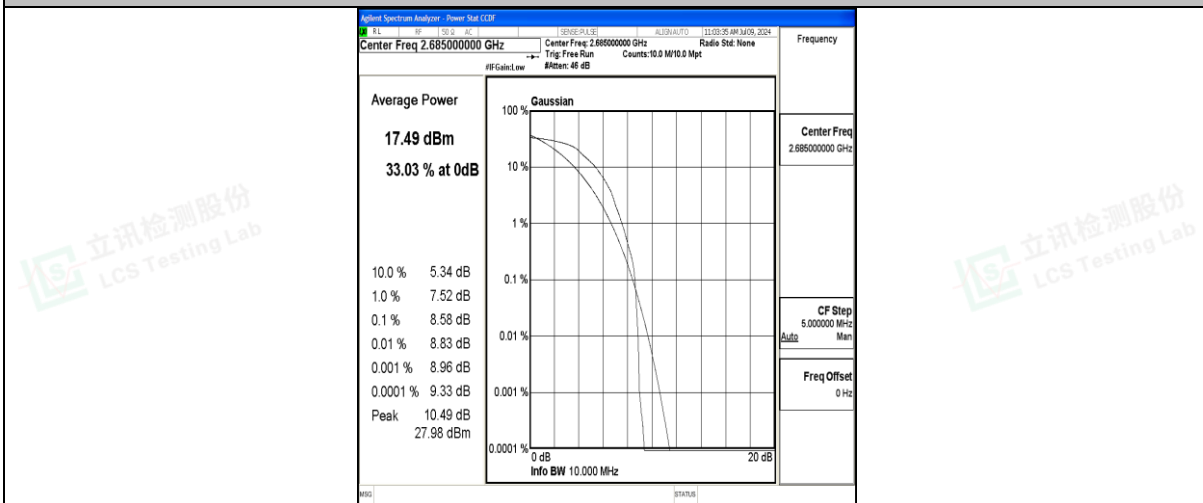 Agilent Spectrum Analyzer - Power Stat CCDF
RL RF 50 Ω AC SENSE:PULSE ALIGN AUTO 11:03:35 AM Jul 09, 2024
Center Freq 2.685000000 GHz
Center Freq: 2.685000000 GHz Radio Std: None
Trig: Free Run Counts:10.0 M/10.0 Mpt
#IFGain:Low #Atten: 46 dB
Frequency
Average Power
17.49 dBm
33.03 % at 0dB
10.0 % 5.34 dB
1.0 % 7.52 dB
0.1 % 8.58 dB
0.01 % 8.83 dB
0.001 % 8.96 dB
0.0001 % 9.33 dB
Peak 10.49 dB
27.98 dBm
Gaussian
100 %
10 %
1 %
0.1 %
0.01 %
0.001 %
0.0001 %
0 dB 20 dB
Info BW 10.000 MHz
Center Freq
2.685000000 GHz
CF Step
5.000000 MHz
Auto Man
Freq Offset
0 Hz
MSG STATUS
立讯检测股份
LCS Testing Lab
立讯检测股份
LCS Testing Lab